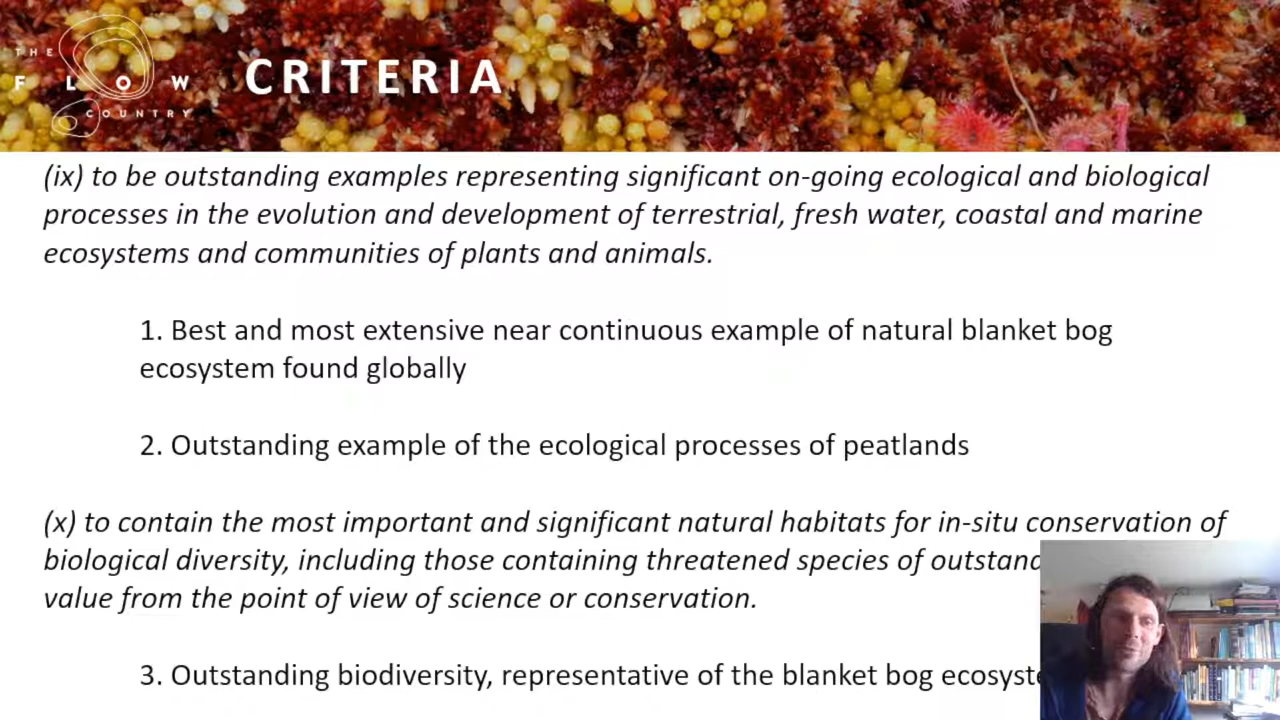 THE
FLOW
COUNTRY
CRITERIA
(ix) to be outstanding examples representing significant on-going ecological and biological
processes in the evolution and development of terrestrial, fresh water, coastal and marine
ecosystems and communities of plants and animals.
1. Best and most extensive near continuous example of natural blanket bog
ecosystem found globally
2. Outstanding example of the ecological processes of peatlands
(x) to contain the most important and significant natural habitats for in-situ conservation of
biological diversity, including those containing threatened species of
value from the point of view of science or conservation.
3. Outstanding biodiversity, representative of the blanket bog